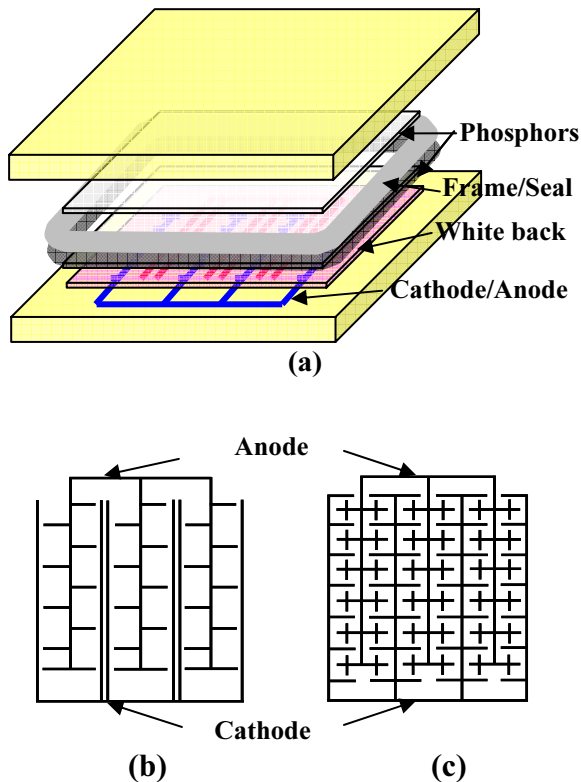 Phosphors
Frame/Seal
White back
Cathode/Anode
(a)
Anode
Cathode
(b) (c)